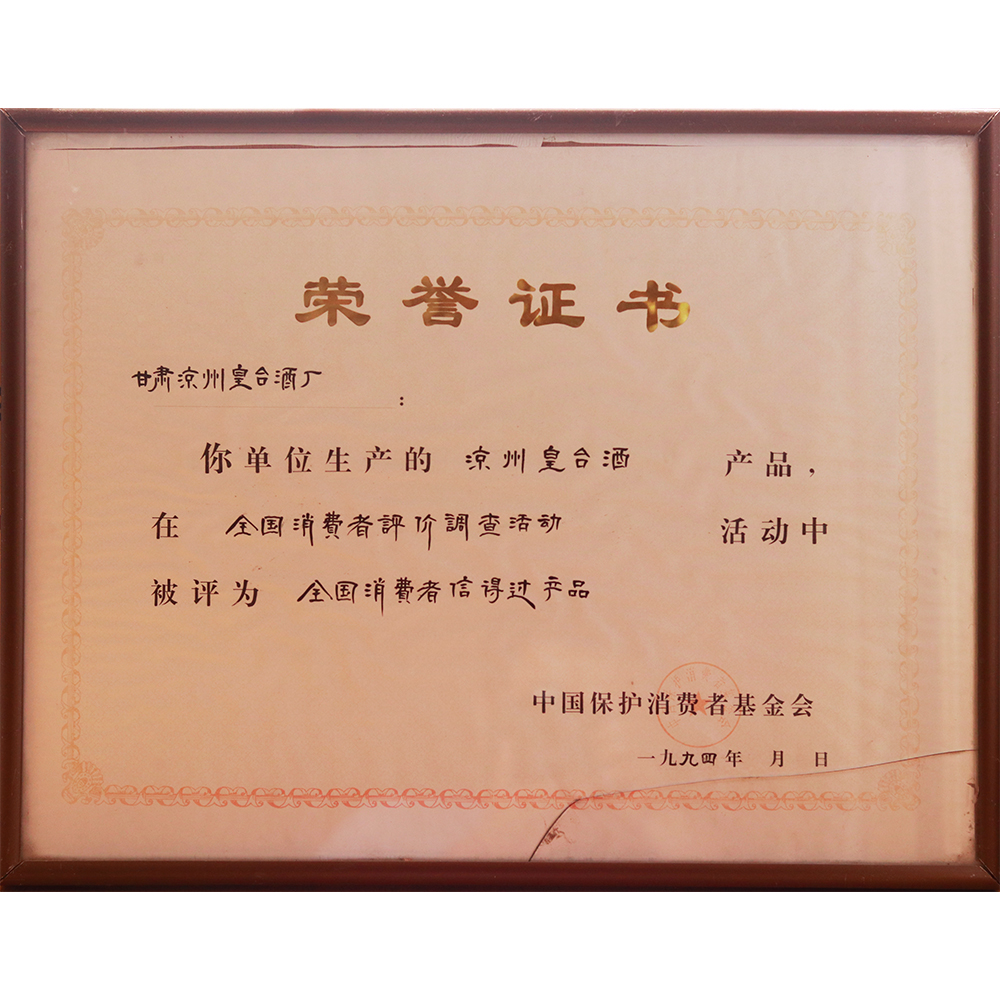 荣誉证书
甘肃凉州皇台酒厂：
你单位生产的 凉州皇台酒 产品，
在 全国消费者評价調查活动 活动中
被评为 全国消費者信得过产品
中国保护消费者基金会
一九九四年 月 日